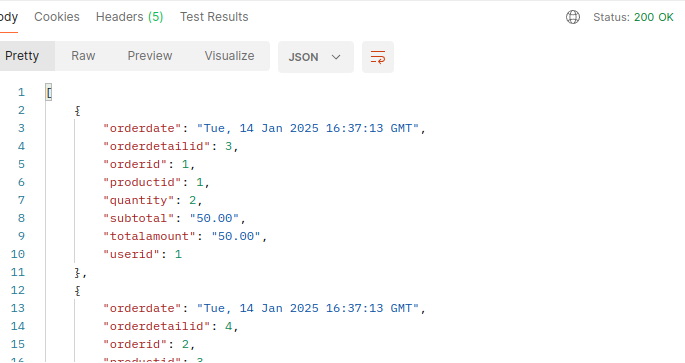 ody Cookies Headers (5) Test Results Status: 200 OK
Pretty Raw Preview Visualize JSON
1 [
2 {
3 "orderdate": "Tue, 14 Jan 2025 16:37:13 GMT",
4 "orderdetailid": 3,
5 "orderid": 1,
6 "productid": 1,
7 "quantity": 2,
8 "subtotal": "50.00",
9 "totalamount": "50.00",
10 "userid": 1
11 },
12 {
13 "orderdate": "Tue, 14 Jan 2025 16:37:13 GMT",
14 "orderdetailid": 4,
15 "orderid": 2,
16 "productid": 3